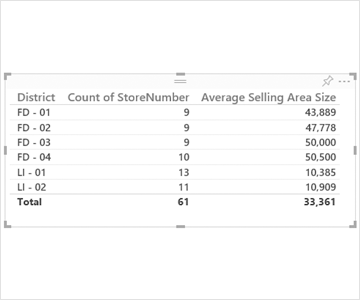 District Count of StoreNumber Average Selling Area Size
FD - 01 9 43,889
FD - 02 9 47,778
FD - 03 9 50,000
FD - 04 10 50,500
LI - 01 13 10,385
LI - 02 11 10,909
Total 61 33,361